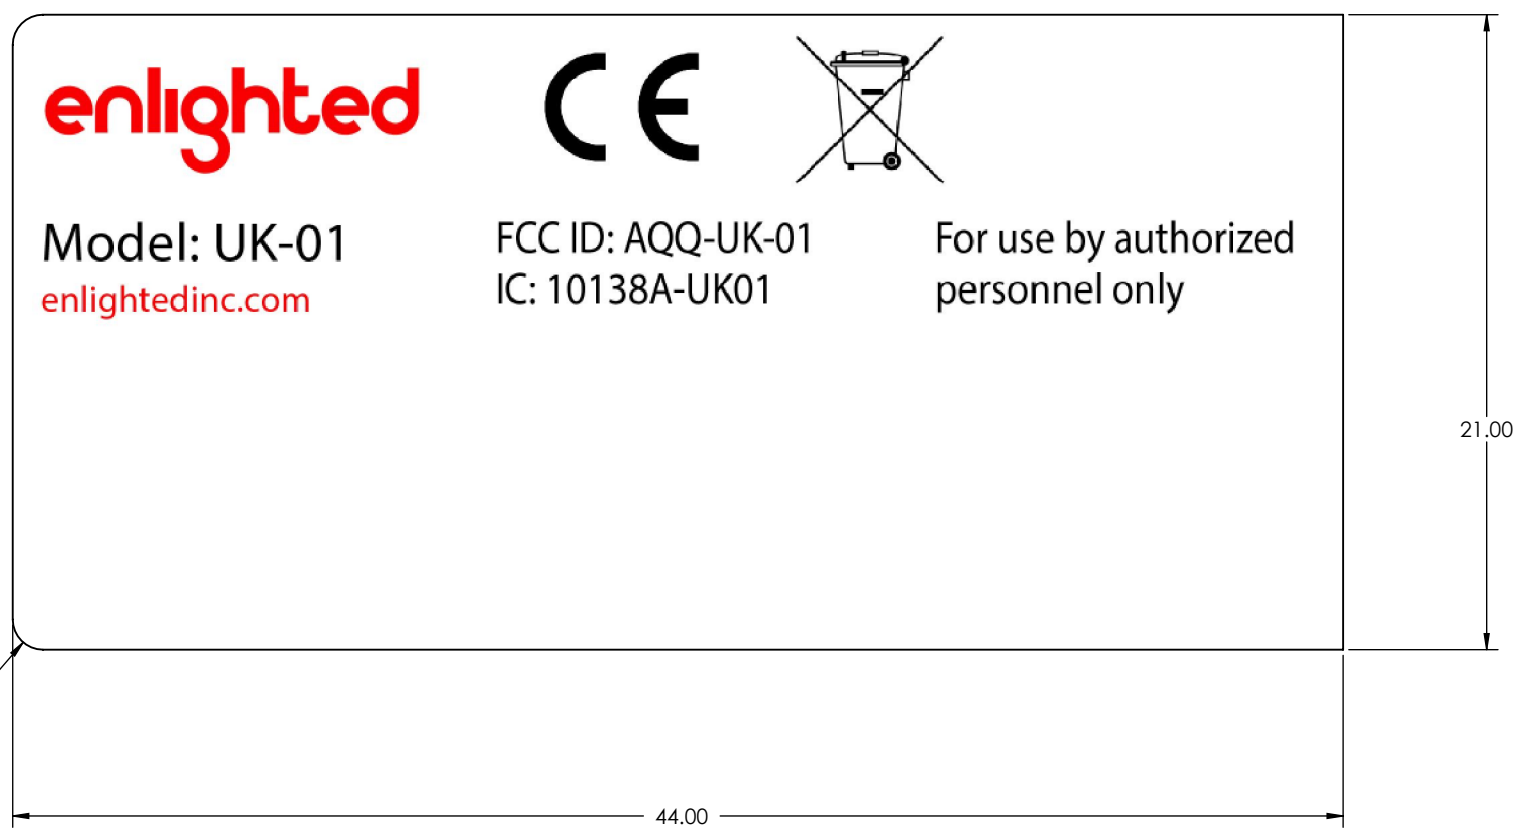 enlighted
CE
Model: UK-01
enlightedinc.com
FCC ID: AQQ-UK-01
IC: 10138A-UK01
For use by authorized
personnel only
21.00
44.00